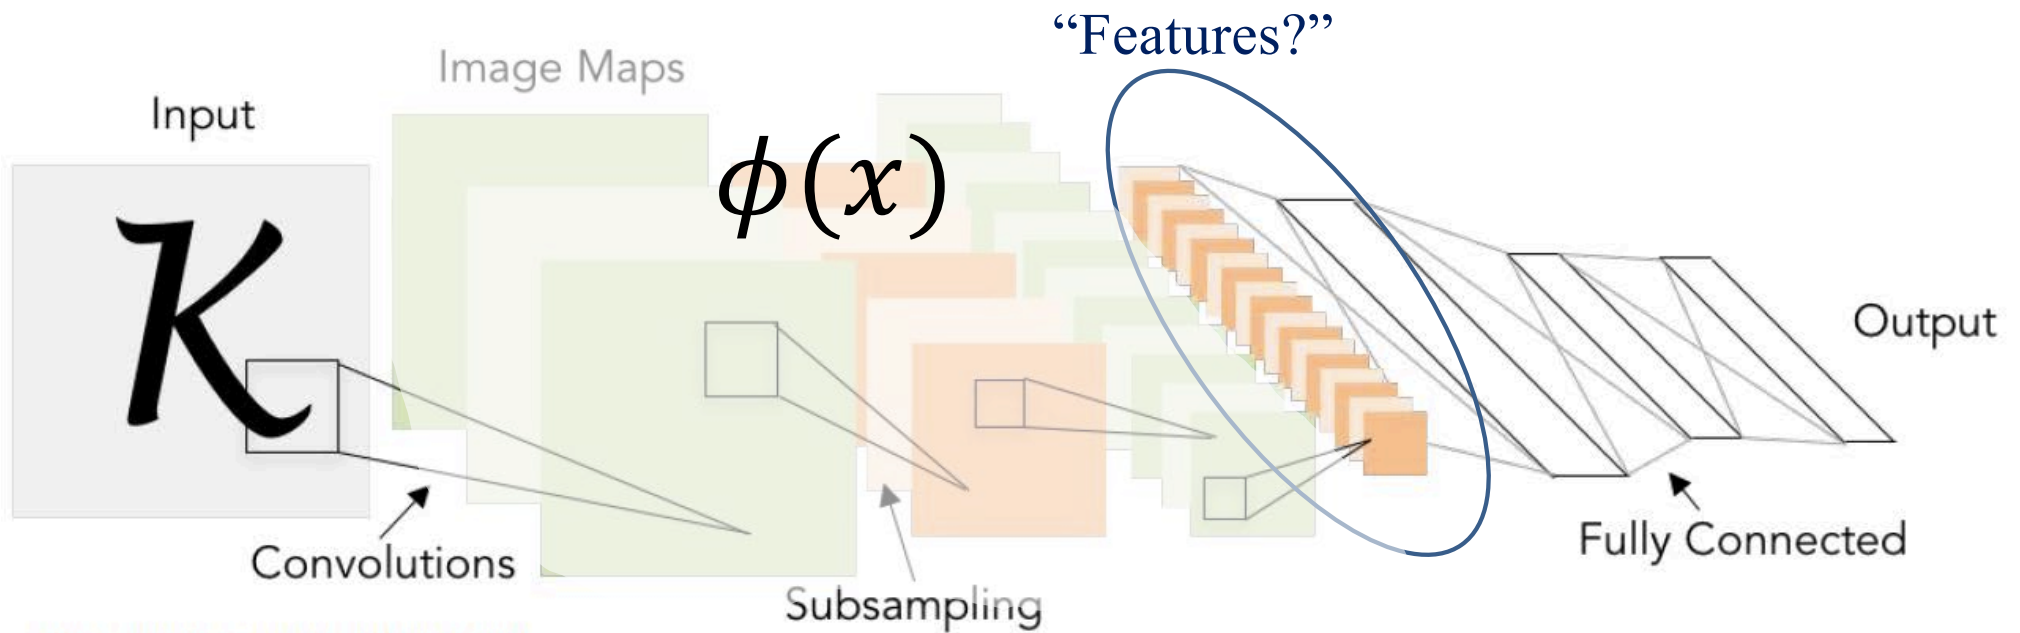 “Features?”
Image Maps
Input
ϕ(x)
K
Output
Convolutions
Fully Connected
Subsampling